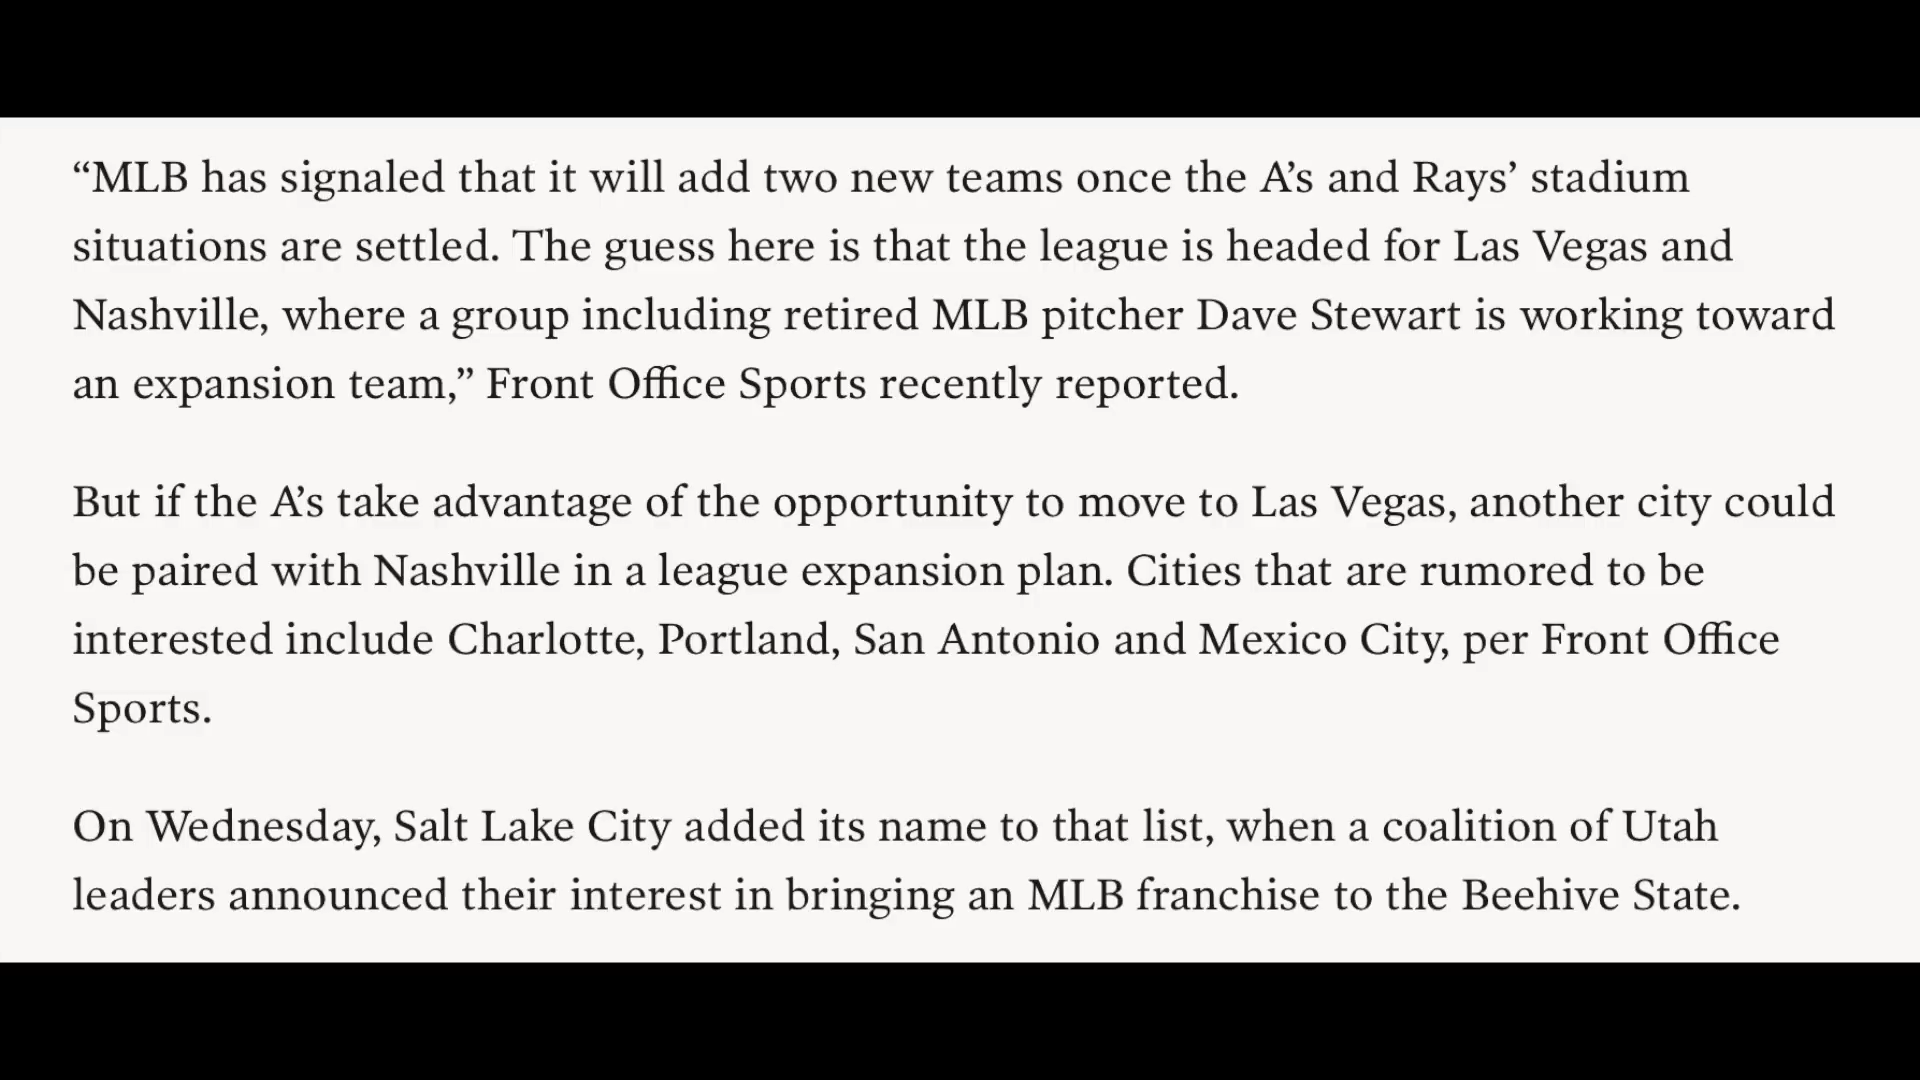 “MLB has signaled that it will add two new teams once the A’s and Rays’ stadium
situations are settled. The guess here is that the league is headed for Las Vegas and
Nashville, where a group including retired MLB pitcher Dave Stewart is working toward
an expansion team,” Front Office Sports recently reported.
But if the A’s take advantage of the opportunity to move to Las Vegas, another city could
be paired with Nashville in a league expansion plan. Cities that are rumored to be
interested include Charlotte, Portland, San Antonio and Mexico City, per Front Office
Sports.
On Wednesday, Salt Lake City added its name to that list, when a coalition of Utah
leaders announced their interest in bringing an MLB franchise to the Beehive State.